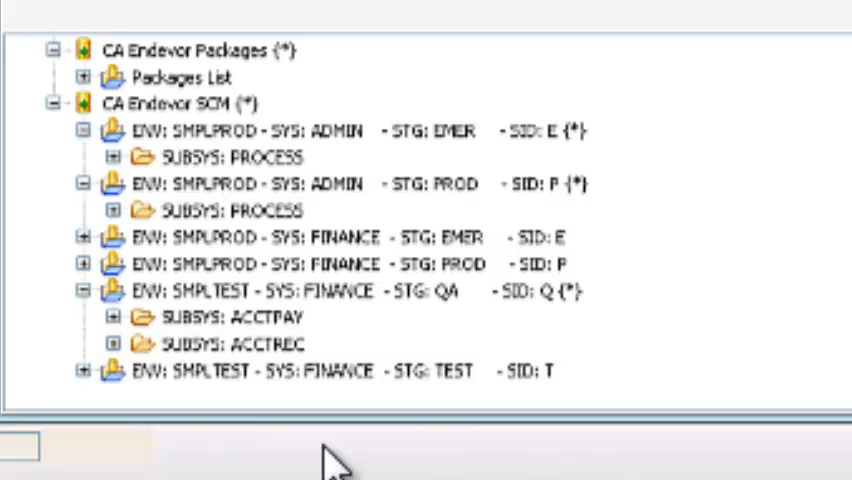 CA Endevor Packages {*}
Packages List
CA Endevor SCM {*}
ENV: SMPLPROD - SYS: ADMIN - STG: EMER - SID: E {*}
SUBSYS: PROCESS
ENV: SMPLPROD - SYS: ADMIN - STG: PROD - SID: P {*}
SUBSYS: PROCESS
ENV: SMPLPROD - SYS: FINANCE - STG: EMER - SID: E
ENV: SMPLPROD - SYS: FINANCE - STG: PROD - SID: P
ENV: SMPLTEST - SYS: FINANCE - STG: QA - SID: Q {*}
SUBSYS: ACCTPAY
SUBSYS: ACCTREC
ENV: SMPLTEST - SYS: FINANCE - STG: TEST - SID: T